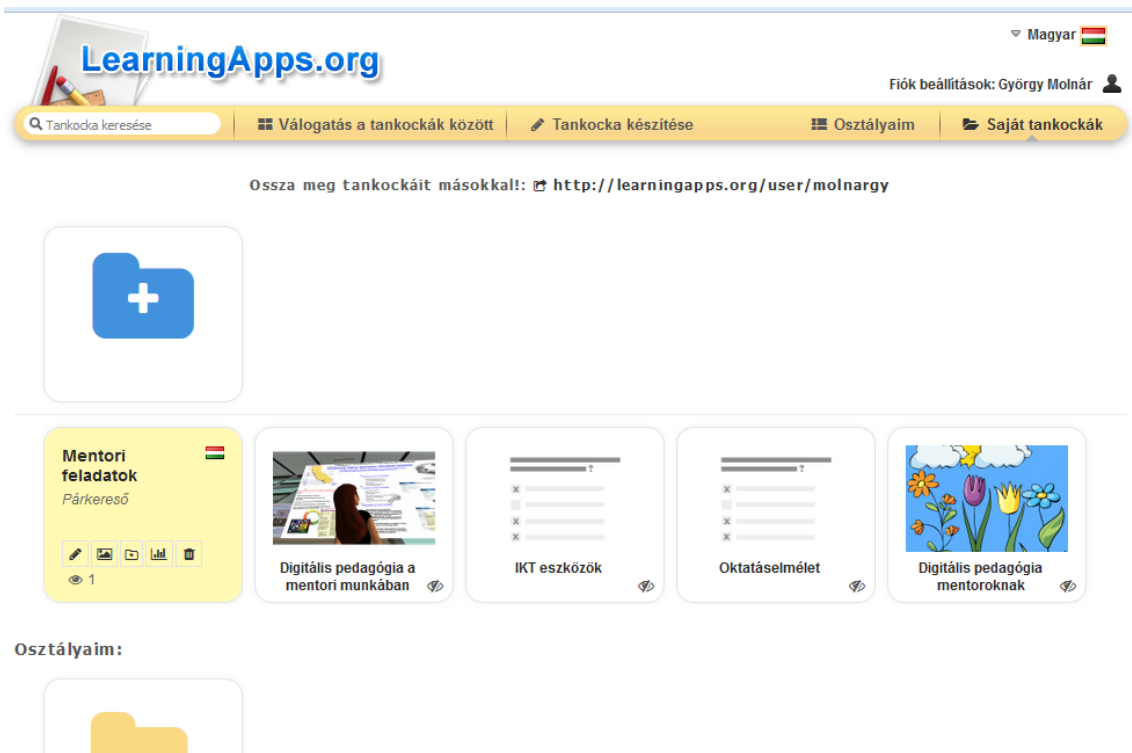 LearningApps.org
Magyar
Fiók beállítások: György Molnár
Tankocka keresése
Válogatás a tankockák között
Tankocka készítése
Osztályaim
Saját tankockák
Ossza meg tankockáit másokkal!: http://learningapps.org/user/molnargy
Mentori
feladatok
Párkereső
1
Digitális pedagógia a
mentori munkában
?
x
x
x
IKT eszközök
?
x
x
x
Oktatáselmélet
Digitális pedagógia
mentoroknak
Osztályaim: